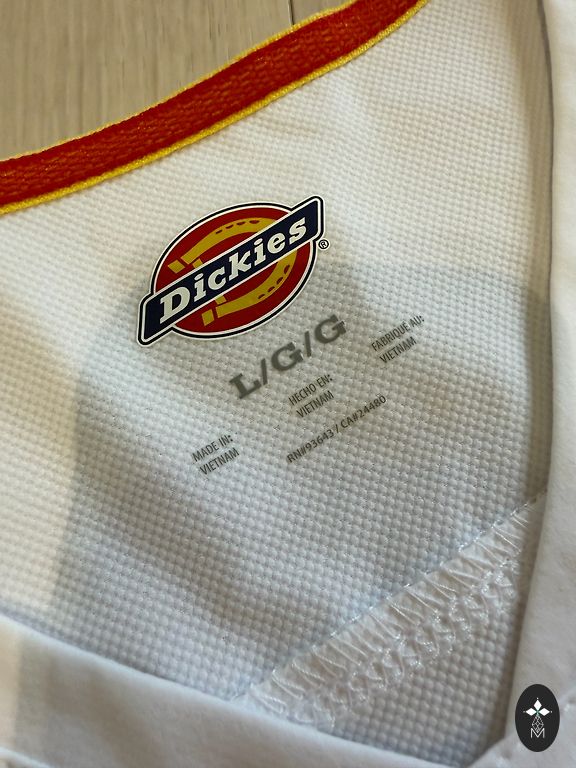 Dickies®
L/G/G
MADE IN:
VIETNAM
HECHO EN:
VIETNAM
FABRIQUÉ AU:
VIETNAM
RN#93643 / CA#24480
M